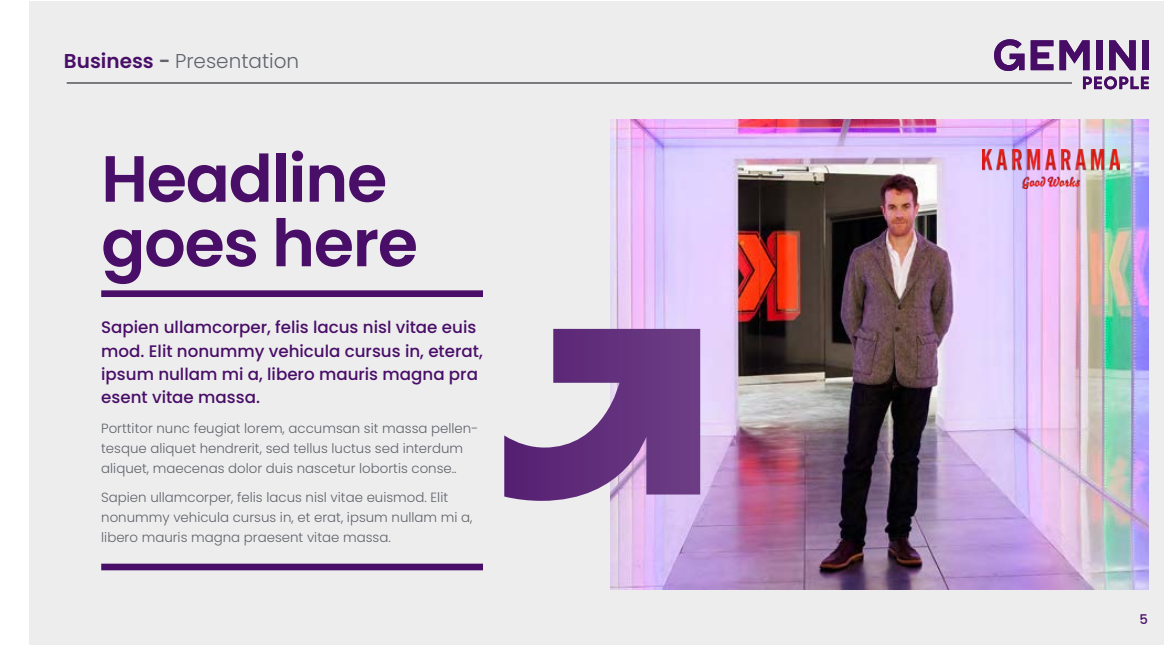 Business - Presentation
GEMINI
PEOPLE
Headline
goes here
Sapien ullamcorper, felis lacus nisl vitae euis
mod. Elit nonummy vehicula cursus in, eterat,
ipsum nullam mi a, libero mauris magna pra
esent vitae massa.
Porttitor nunc feugiat lorem, accumsan sit massa pellen-
tesque aliquet hendrerit, sed tellus luctus sed interdum
aliquet, maecenas dolor duis nascetur lobortis conse..
Sapien ullamcorper, felis lacus nisl vitae euismod. Elit
nonummy vehicula cursus in, et erat, ipsum nullam mi a,
libero mauris magna praesent vitae massa.
KARMARAMA
Good Works
5